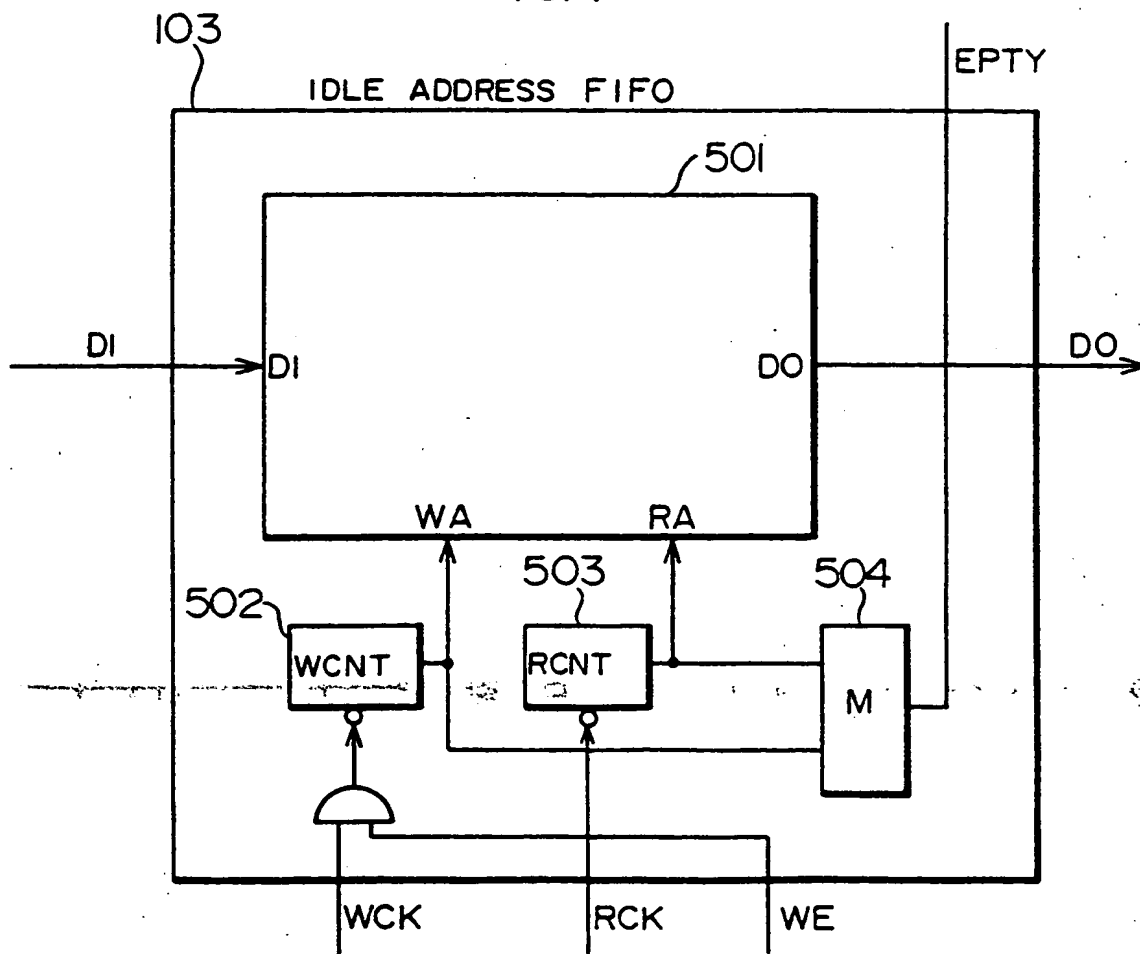 103
EPTY
IDLE ADDRESS FIFO
501
DI
DI
DO
DO
WA
RA
502
503
504
WCNT
RCNT
M
WCK
RCK
WE